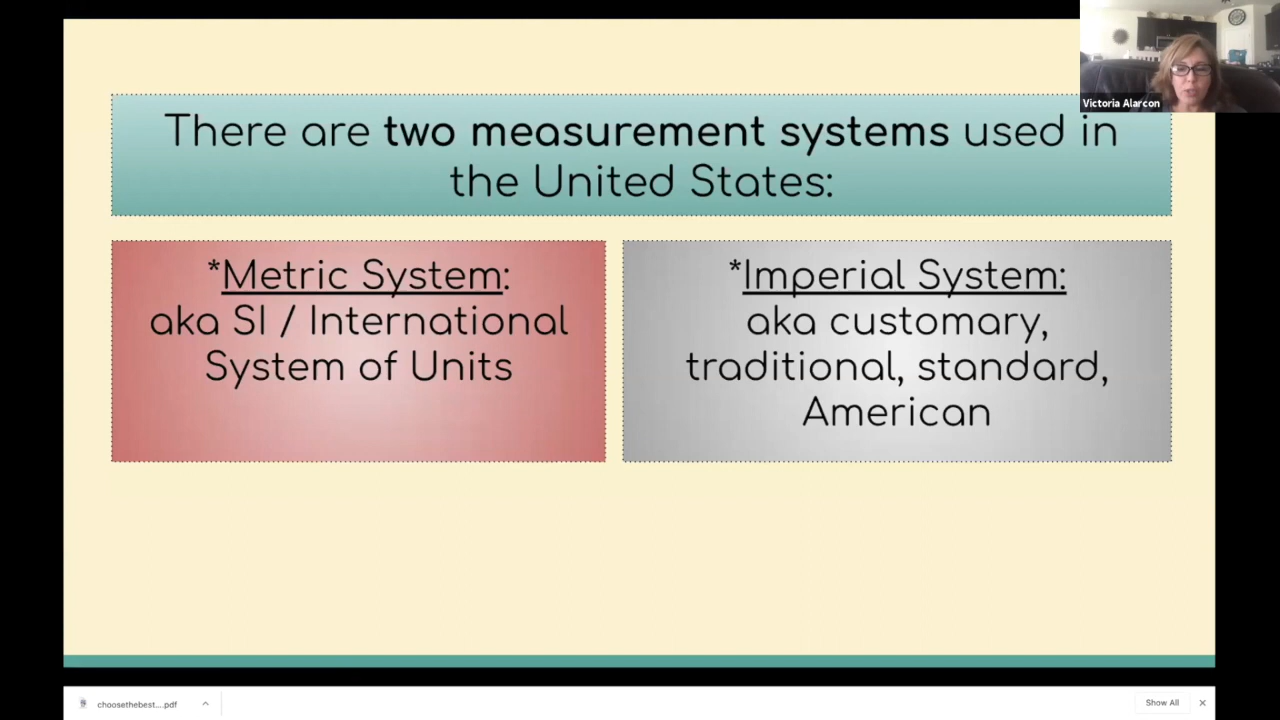 Victoria Alarcon
There are two measurement systems used in
the United States:
*Metric System:
aka SI / International
System of Units
*Imperial System:
aka customary,
traditional, standard,
American
choosethebest....pdf
Show All